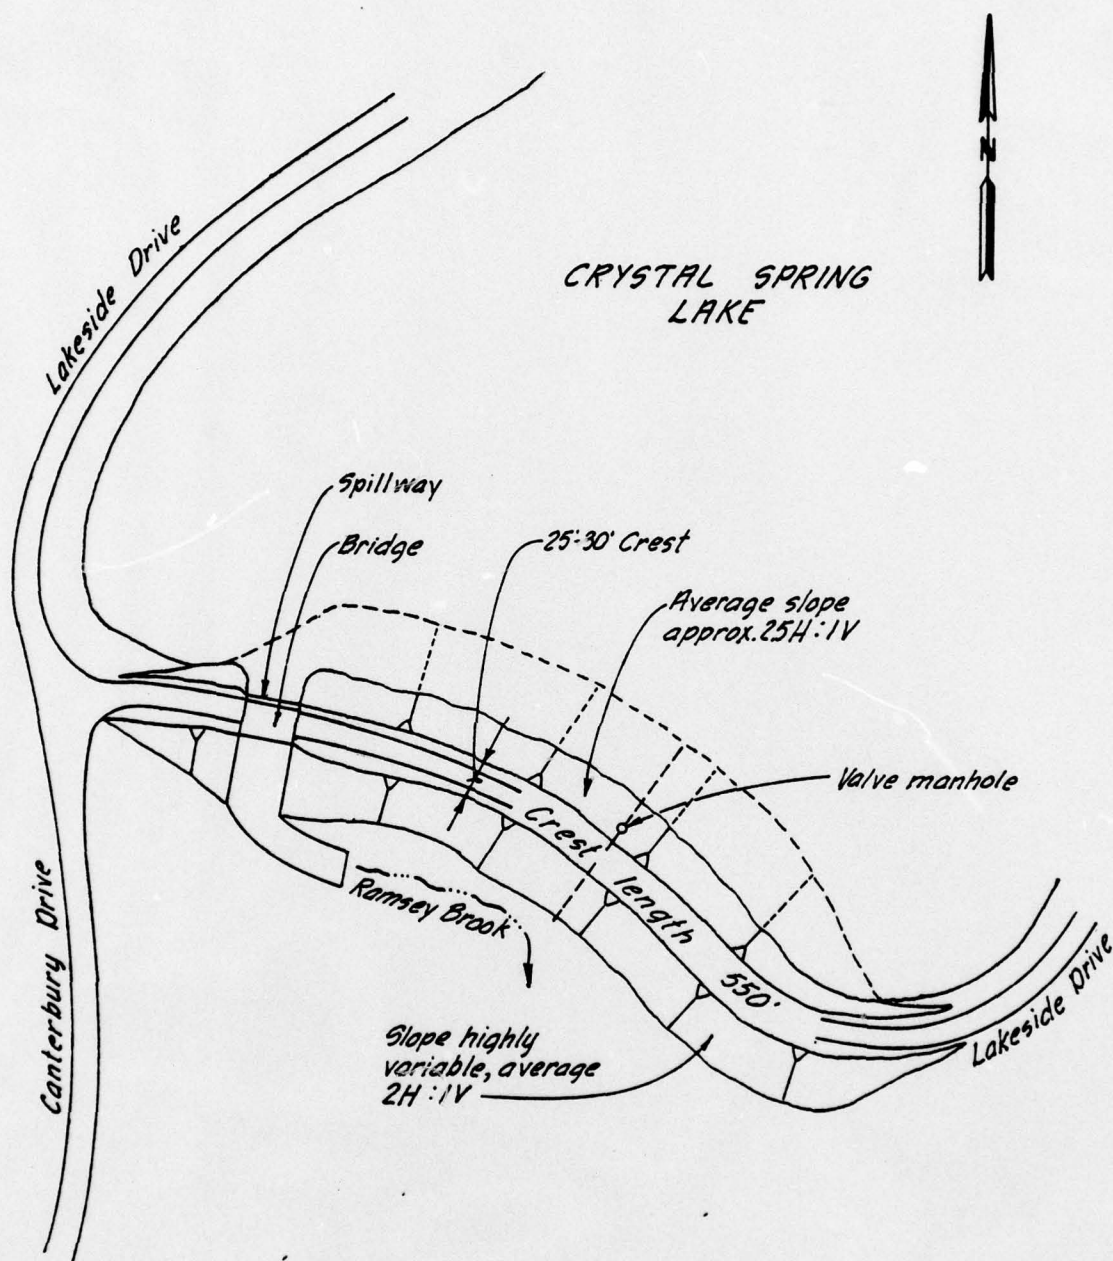 N
CRYSTAL SPRING
LAKE
Lakeside Drive
Spillway
Bridge
25'-30' Crest
Average slope
approx. 2.5H:1V
Valve manhole
Crest length 550'
Ramsey Brook
Canterbury Drive
Lakeside Drive
Slope highly
variable, average
2H:1V